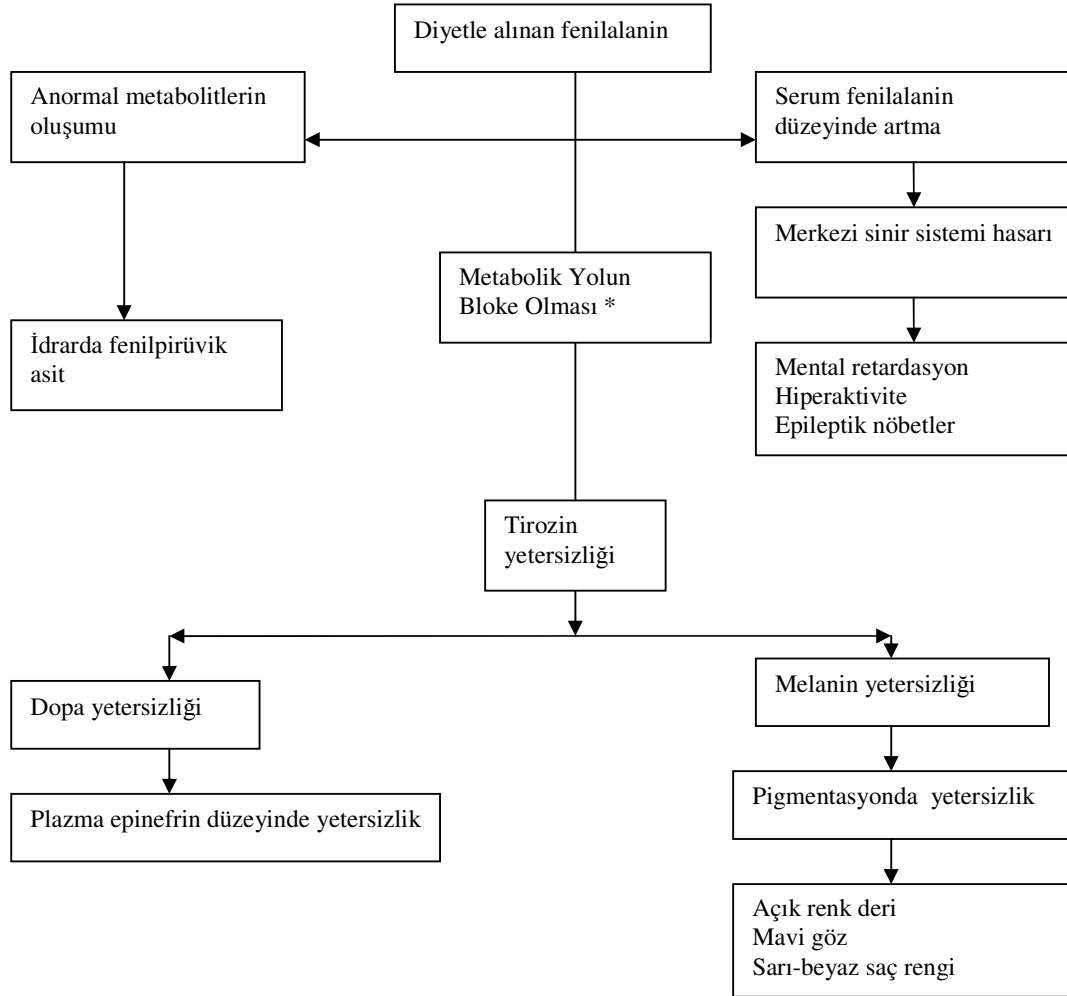 Diyetle alınan fenilalanin
Anormal metabolitlerin
oluşumu
Serum fenilalanin
düzeyinde artma
Merkezi sinir sistemi hasarı
Metabolik Yolun
Bloke Olması *
İdrarda fenilpirüvik
asit
Mental retardasyon
Hiperaktivite
Epileptik nöbetler
Tirozin
yetersizliği
Dopa yetersizliği
Melanin yetersizliği
Plazma epinefrin düzeyinde yetersizlik
Pigmentasyonda yetersizlik
Açık renk deri
Mavi göz
Sarı-beyaz saç rengi